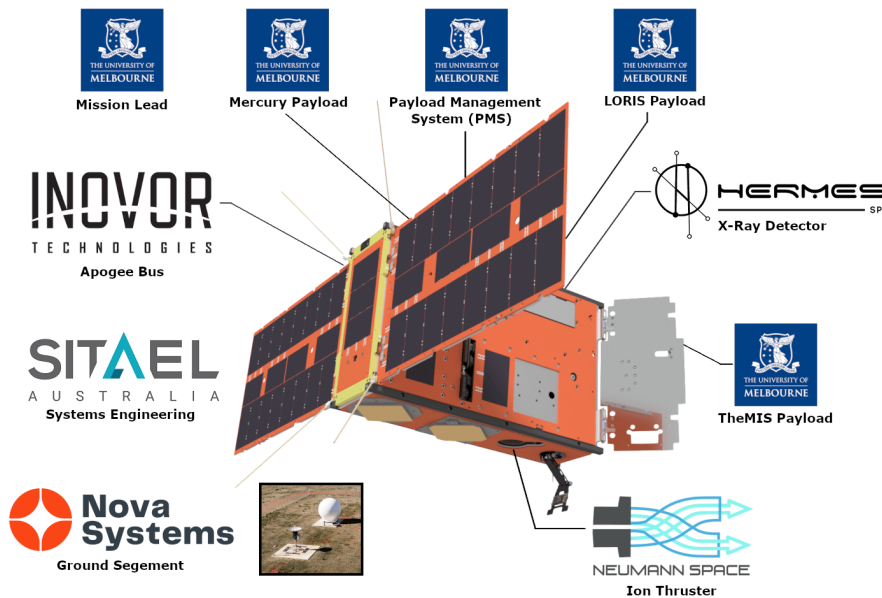 THE UNIVERSITY OF
MELBOURNE
Mission Lead
THE UNIVERSITY OF
MELBOURNE
Mercury Payload
THE UNIVERSITY OF
MELBOURNE
Payload Management
System (PMS)
THE UNIVERSITY OF
MELBOURNE
LORIS Payload
INOVOR
TECHNOLOGIES
Apogee Bus
HERMES
SP
X-Ray Detector
SITAEL
AUSTRALIA
Systems Engineering
THE UNIVERSITY OF
MELBOURNE
TheMIS Payload
Nova
Systems
Ground Segement
NEUMANN SPACE
Ion Thruster